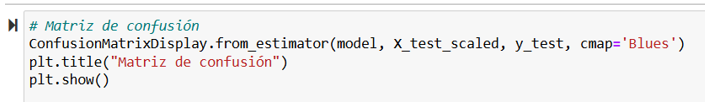 # Matriz de confusión
ConfusionMatrixDisplay.from_estimator(model, X_test_scaled, y_test, cmap='Blues')
plt.title("Matriz de confusión")
plt.show()